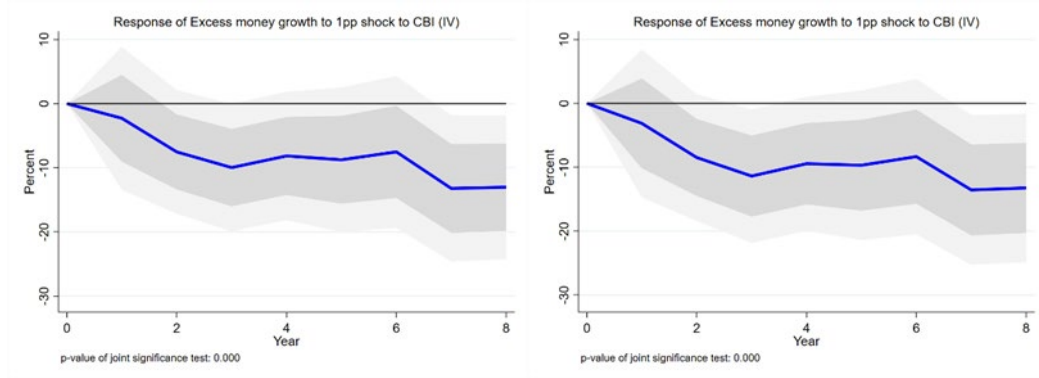 Response of Excess money growth to 1pp shock to CBI (IV)
10
0
-10
-20
-30
Percent
0 2 4 6 8
Year
p-value of joint significance test: 0.000
Response of Excess money growth to 1pp shock to CBI (IV)
10
0
-10
-20
-30
Percent
0 2 4 6 8
Year
p-value of joint significance test: 0.000